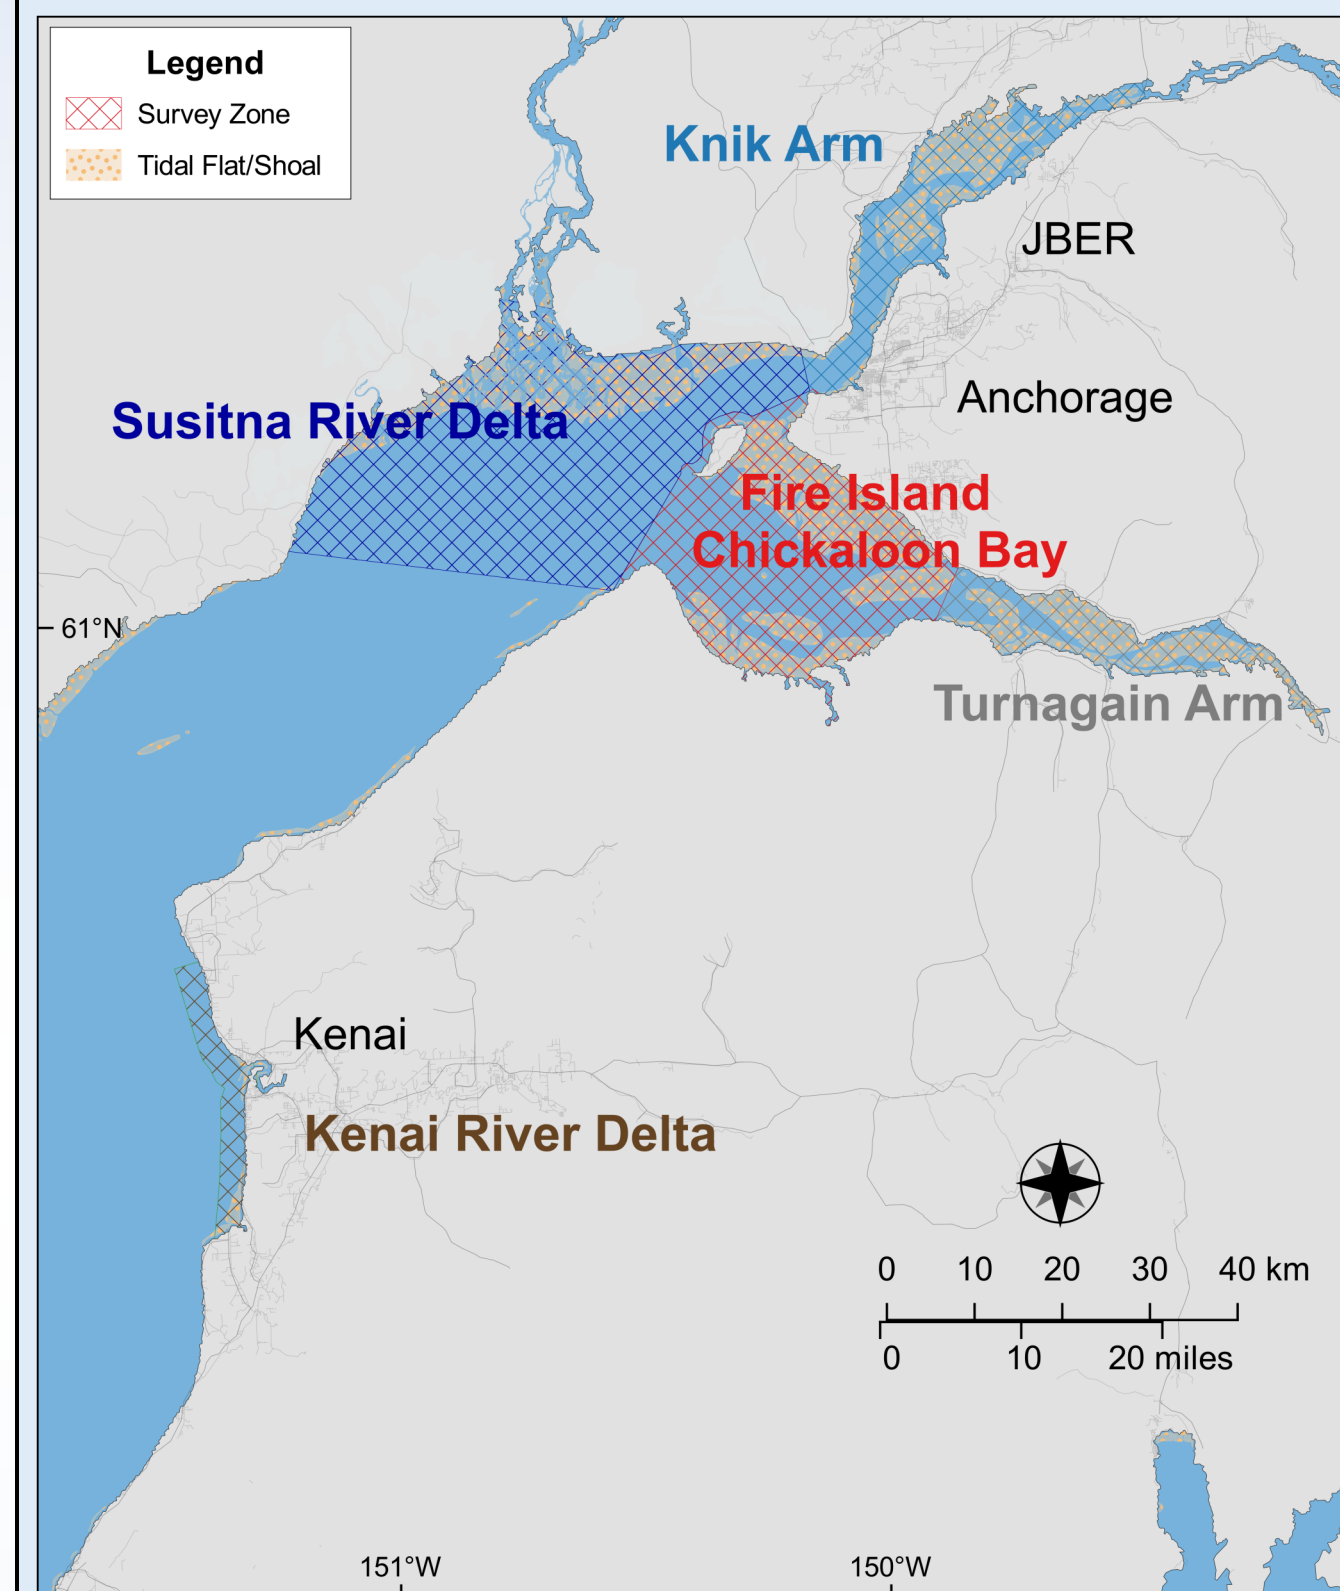 Legend
Survey Zone
Tidal Flat/Shoal
Knik Arm
JBER
Anchorage
Susitna River Delta
Fire Island
Chickaloon Bay
61°N
Turnagain Arm
Kenai
Kenai River Delta
0 10 20 30 40 km
0 10 20 miles
151°W 150°W